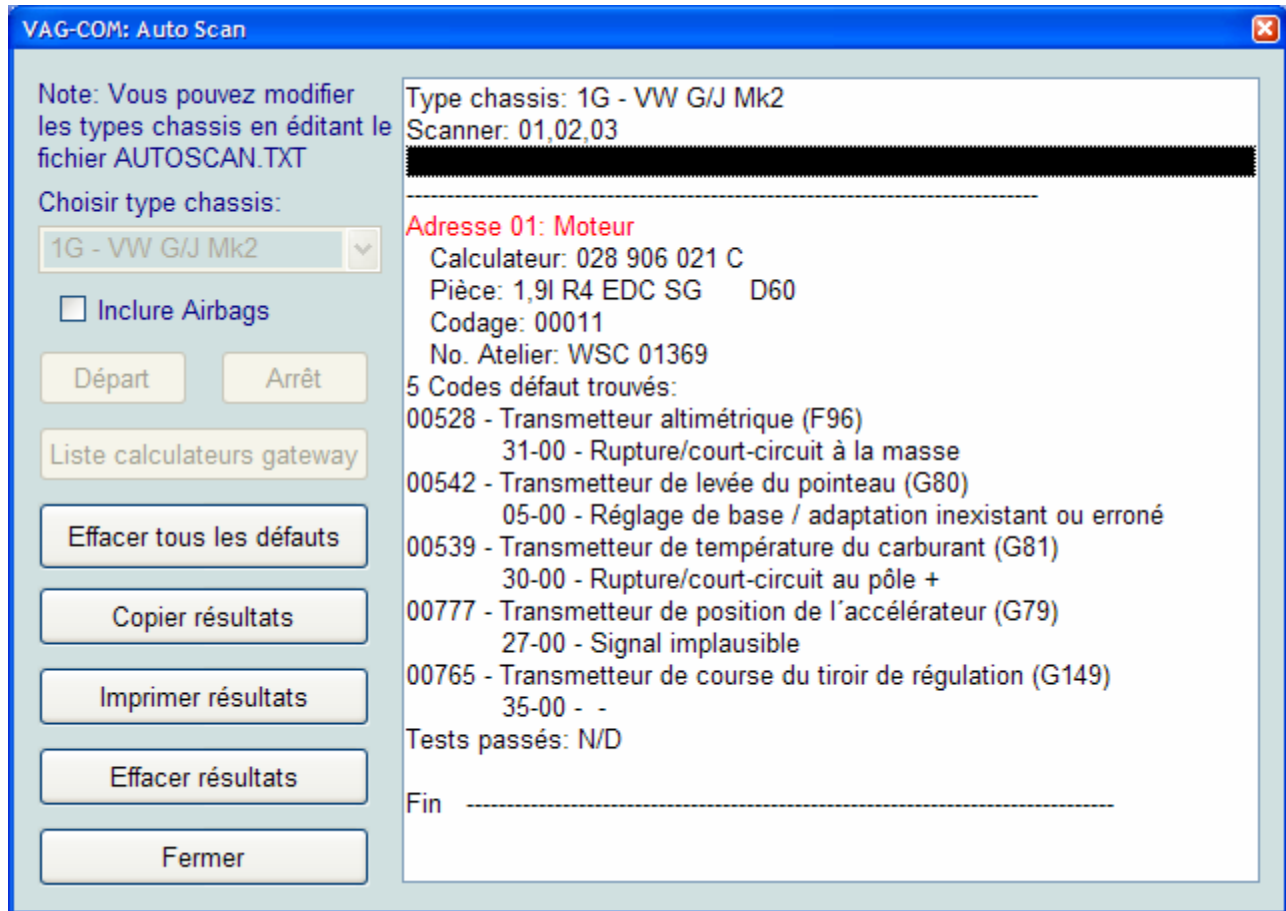 VAG-COM: Auto Scan
Note: Vous pouvez modifier
les types chassis en éditant le
fichier AUTOSCAN.TXT
Choisir type chassis:
1G - VW G/J Mk2
Inclure Airbags
Départ
Arrêt
Liste calculateurs gateway
Effacer tous les défauts
Copier résultats
Imprimer résultats
Effacer résultats
Fermer
Type chassis: 1G - VW G/J Mk2
Scanner: 01,02,03
-------------------------------------------------------------------------------
Adresse 01: Moteur
Calculateur: 028 906 021 C
Pièce: 1,9l R4 EDC SG D60
Codage: 00011
No. Atelier: WSC 01369
5 Codes défaut trouvés:
00528 - Transmetteur altimétrique (F96)
31-00 - Rupture/court-circuit à la masse
00542 - Transmetteur de levée du pointeau (G80)
05-00 - Réglage de base / adaptation inexistant ou erroné
00539 - Transmetteur de température du carburant (G81)
30-00 - Rupture/court-circuit au pôle +
00777 - Transmetteur de position de l´accélérateur (G79)
27-00 - Signal implausible
00765 - Transmetteur de course du tiroir de régulation (G149)
35-00 - -
Tests passés: N/D
Fin ---------------------------------------------------------------------------------